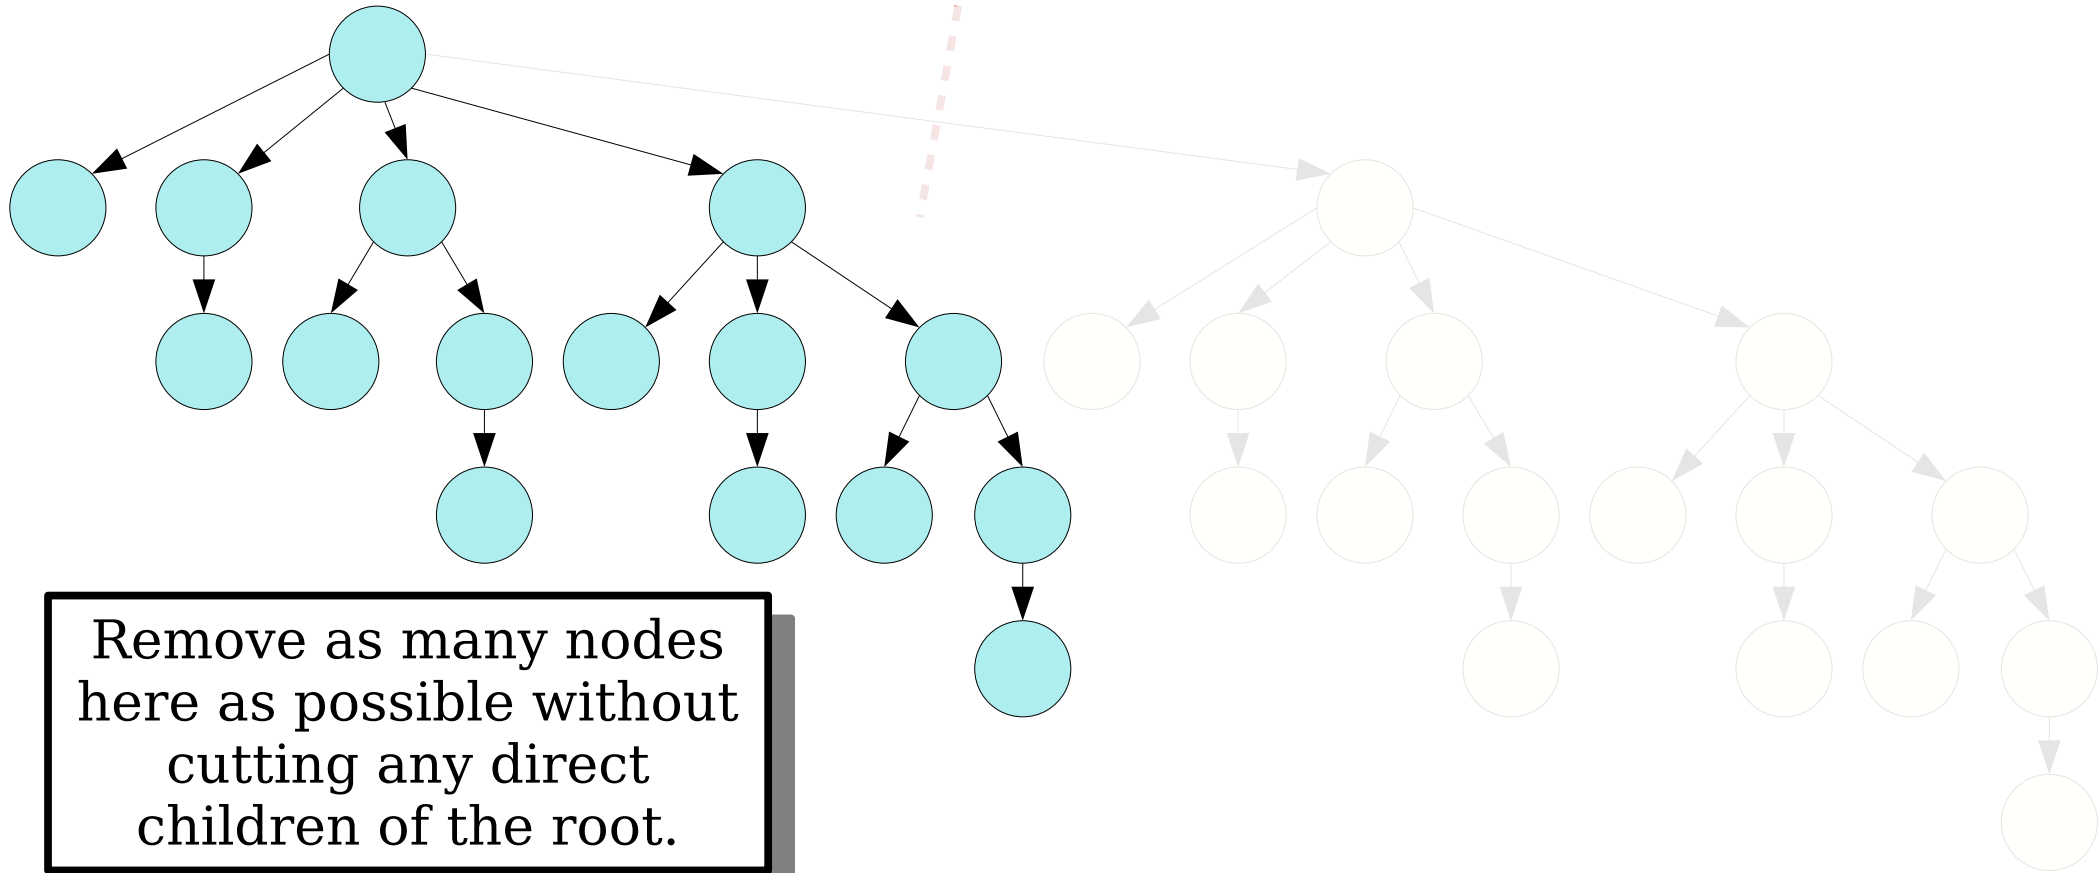 Remove as many nodes
here as possible without
cutting any direct
children of the root.